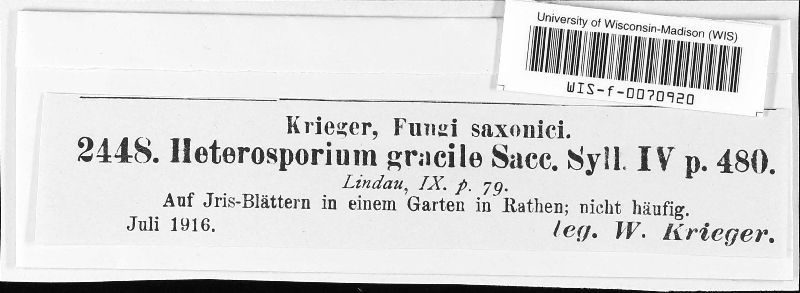 University of Wisconsin-Madison (WIS)
WIS-f-0070920
Krieger, Fungi saxonici.
2448. Heterosporium gracile Sacc. Syll. IV p. 480.
Lindau, IX. p. 79.
Auf Jris-Blättern in einem Garten in Rathen; nicht häufig.
Juli 1916.
leg. W. Krieger.